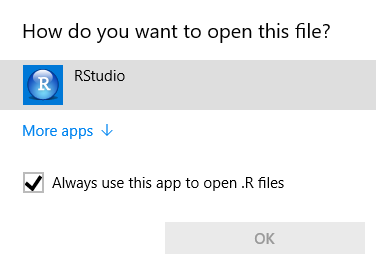 How do you want to open this file?
R
RStudio
More apps ↓
Always use this app to open .R files
OK